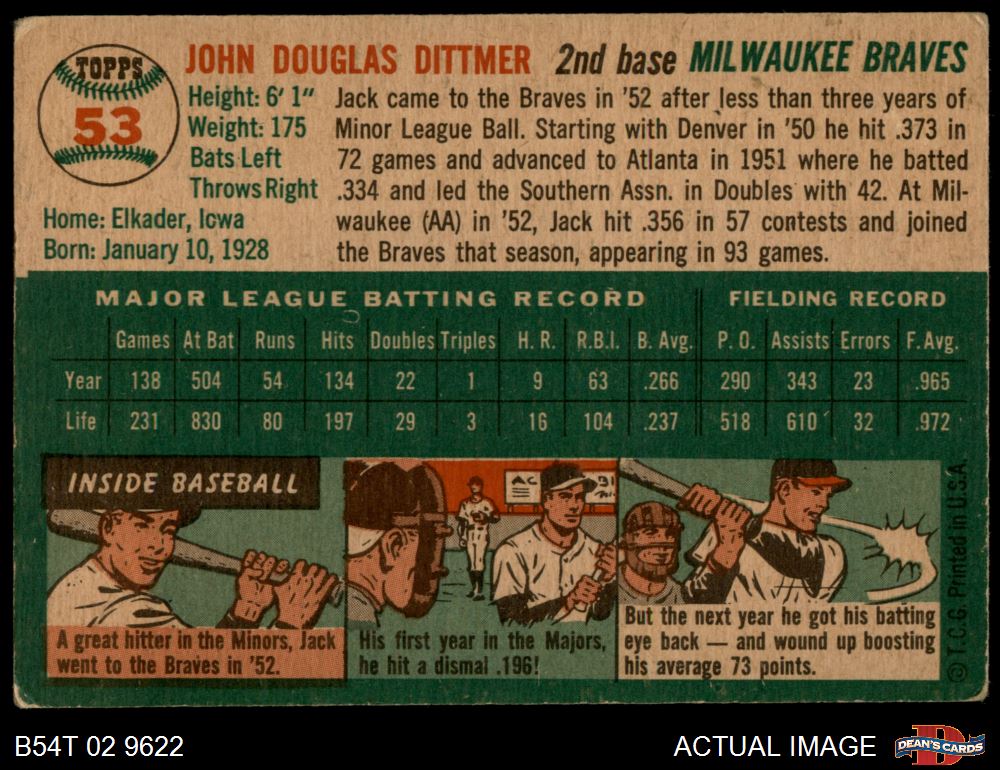 TOPPS
53
JOHN DOUGLAS DITTMER 2nd base MILWAUKEE BRAVES
Height: 6' 1"
Weight: 175
Bats Left
Throws Right
Home: Elkader, Iowa
Born: January 10, 1928
Jack came to the Braves in '52 after less than three years of
Minor League Ball. Starting with Denver in '50 he hit .373 in
72 games and advanced to Atlanta in 1951 where he batted
.334 and led the Southern Assn. in Doubles with 42. At Mil-
waukee (AA) in '52, Jack hit .356 in 57 contests and joined
the Braves that season, appearing in 93 games.
MAJOR LEAGUE BATTING RECORD FIELDING RECORD
Games At Bat Runs Hits Doubles Triples H. R. R.B.I. B. Avg. P. O. Assists Errors F. Avg.
Year 138 504 54 134 22 1 9 63 .266 290 343 23 .965
Life 231 830 80 197 29 3 16 104 .237 518 610 32 .972
INSIDE BASEBALL
A great hitter in the Minors, Jack
went to the Braves in '52.
His first year in the Majors,
he hit a dismal .196!
But the next year he got his batting
eye back — and wound up boosting
his average 73 points.
© T.C.G. Printed in U.S.A.
B54T 02 9622
ACTUAL IMAGE
DEAN'S CARDS